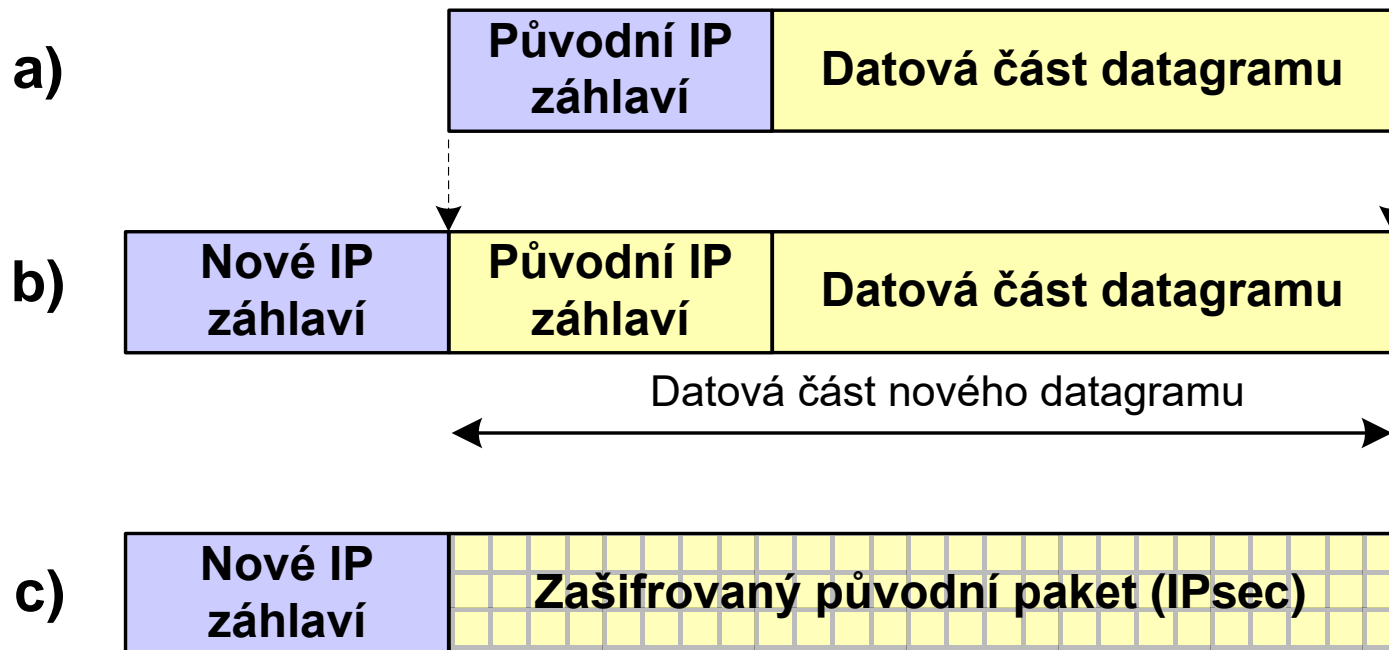 a)
Původní IP
záhlaví
Datová část datagramu
b)
Nové IP
záhlaví
Původní IP
záhlaví
Datová část datagramu
Datová část nového datagramu
c)
Nové IP
záhlaví
Zašifrovaný původní paket (IPsec)